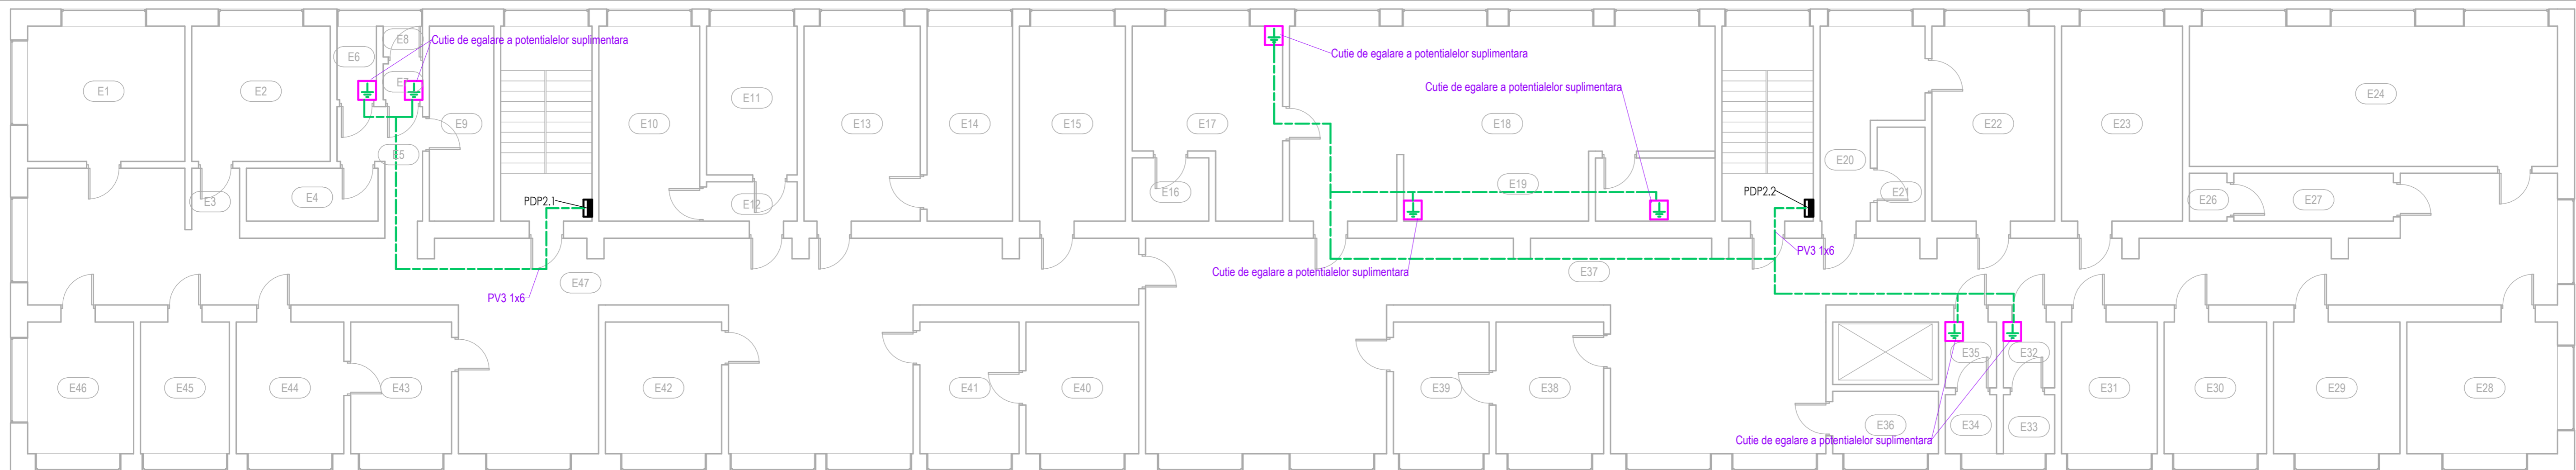 Cutie de egalare a potentialelor suplimentara
E8
E6
E7
E1
E2
E9
E5
E3
E4
PDP2.1
E10
E11
E12
E13
E14
E15
E17
E16
Cutie de egalare a potentialelor suplimentara
Cutie de egalare a potentialelor suplimentara
E18
E19
PDP2.2
E20
E21
E22
E23
E24
E26
E27
PV3 1x6
E47
Cutie de egalare a potentialelor suplimentara
E37
PV3 1x6
E46
E45
E44
E43
E42
E41
E40
E39
E38
E36
E35
E34
E32
E33
E31
E30
E29
E28
Cutie de egalare a potentialelor suplimentara